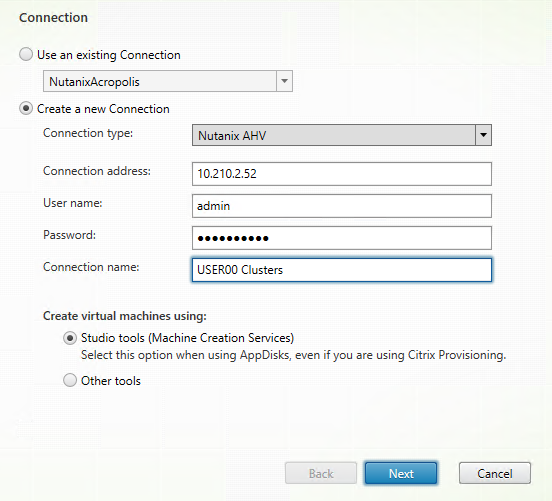 Connection
Use an existing Connection
NutanixAcropolis
Create a new Connection
Connection type:
Nutanix AHV
Connection address:
10.210.2.52
User name:
admin
Password:
●●●●●●●●●●
Connection name:
USER00 Clusters
Create virtual machines using:
Studio tools (Machine Creation Services)
Select this option when using AppDisks, even if you are using Citrix Provisioning.
Other tools
Back
Next
Cancel